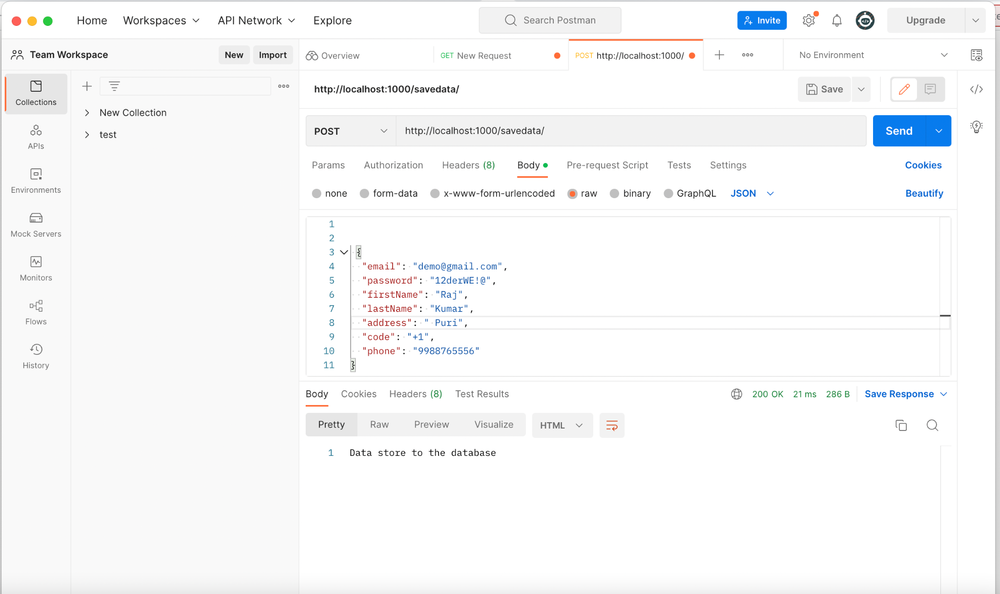 Home Workspaces API Network Explore Search Postman Invite Upgrade
Team Workspace New Import Overview GET New Request POST http://localhost:1000/ No Environment
Collections
APIs
Environments
Mock Servers
Monitors
Flows
History
New Collection
test
http://localhost:1000/savedata/ Save
POST http://localhost:1000/savedata/ Send
Params Authorization Headers (8) Body Pre-request Script Tests Settings Cookies
none form-data x-www-form-urlencoded raw binary GraphQL JSON Beautify
1
2
3 {
4 "email": "demo@gmail.com",
5 "password": "12derWE!@",
6 "firstName": "Raj",
7 "lastName": "Kumar",
8 "address": " Puri",
9 "code": "+1",
10 "phone": "9988765556"
11 }
Body Cookies Headers (8) Test Results 200 OK 21 ms 286 B Save Response
Pretty Raw Preview Visualize HTML
1 Data store to the database